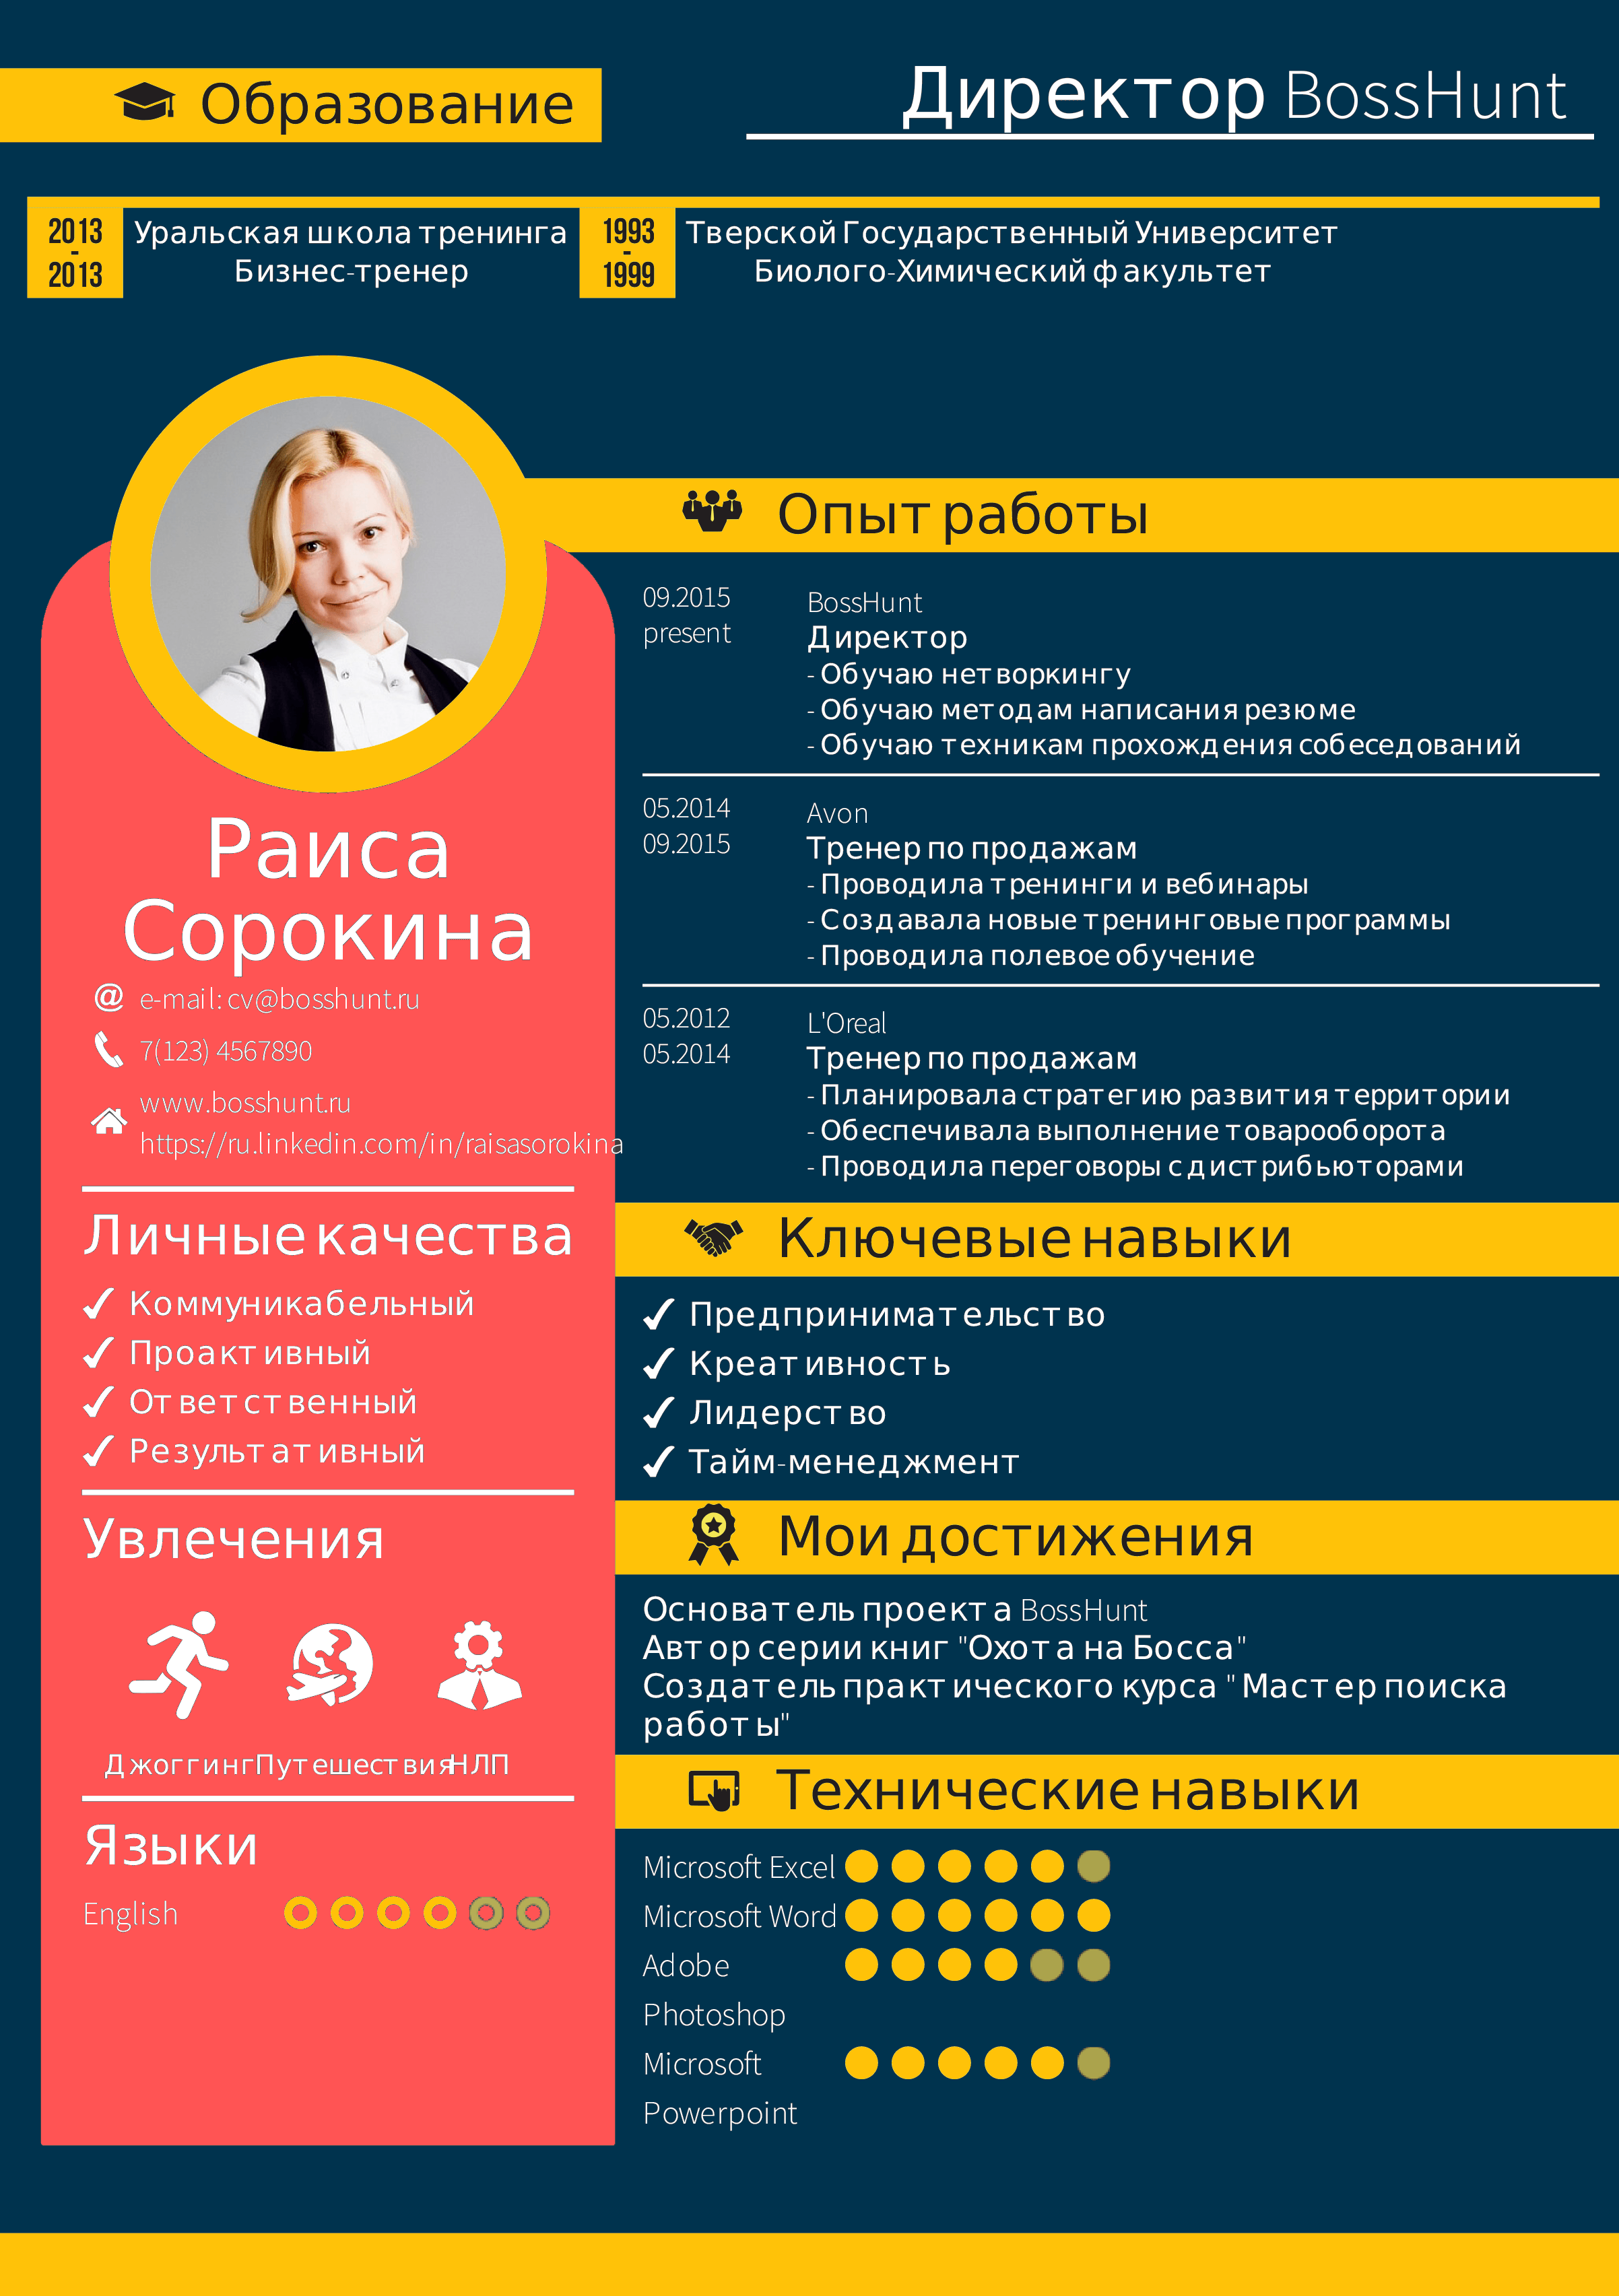 Образование
Директор BossHunt
2013
-
2013
Уральская школа тренинга
Бизнес-тренер
1993
-
1999
Тверской Государственный Университет
Биолого-Химический факультет
Раиса
Сорокина
@ e-mail: cv@bosshunt.ru
7(123) 4567890
www.bosshunt.ru
https://ru.linkedin.com/in/raisasorokina
Личные качества
Коммуникабельный
Проактивный
Ответственный
Результативный
Увлечения
Джоггинг Путешествия НЛП
Языки
English
Опыт работы
09.2015
present
BossHunt
Директор
- Обучаю нетворкингу
- Обучаю методам написания резюме
- Обучаю техникам прохождения собеседований
05.2014
09.2015
Avon
Тренер по продажам
- Проводила тренинги и вебинары
- Создавала новые тренинговые программы
- Проводила полевое обучение
05.2012
05.2014
L'Oreal
Тренер по продажам
- Планировала стратегию развития территории
- Обеспечивала выполнение товарооборота
- Проводила переговоры с дистрибьюторами
Ключевые навыки
Предпринимательство
Креативность
Лидерство
Тайм-менеджмент
Мои достижения
Основатель проекта BossHunt
Автор серии книг "Охота на Босса"
Создатель практического курса " Мастер поиска
работы"
Технические навыки
Microsoft Excel
Microsoft Word
Adobe
Photoshop
Microsoft
Powerpoint